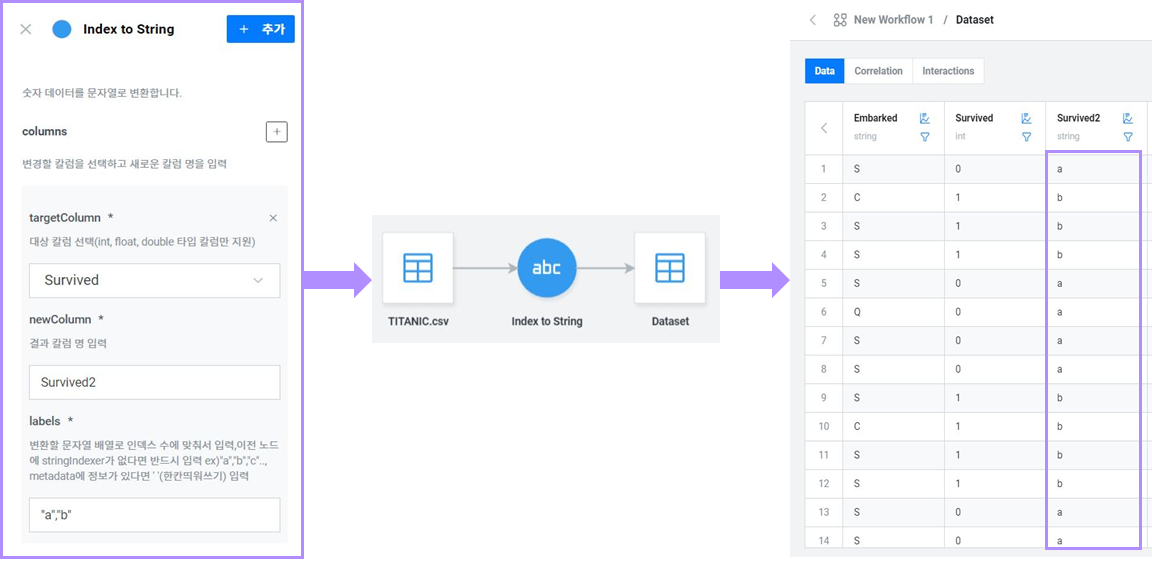 Index to String
+ 추가
숫자 데이터를 문자열로 변환합니다.
columns
변경할 칼럼을 선택하고 새로운 칼럼 명을 입력
targetColumn *
대상 칼럼 선택(int, float, double 타입 칼럼만 지원)
Survived
newColumn *
결과 칼럼 명 입력
Survived2
labels *
변환할 문자열 배열로 인덱스 수에 맞춰서 입력,이전 노드
에 stringIndexer가 없다면 반드시 입력 ex)"a","b","c"..,
metadata에 정보가 있다면 ' '(한칸띄워쓰기) 입력
"a","b"
abc
TITANIC.csv Index to String Dataset
New Workflow 1 / Dataset
Data Correlation Interactions
Embarked Survived Survived2
string int string
1 S 0 a
2 C 1 b
3 S 1 b
4 S 1 b
5 S 0 a
6 Q 0 a
7 S 0 a
8 S 0 a
9 S 1 b
10 C 1 b
11 S 1 b
12 S 1 b
13 S 0 a
14 S 0 a